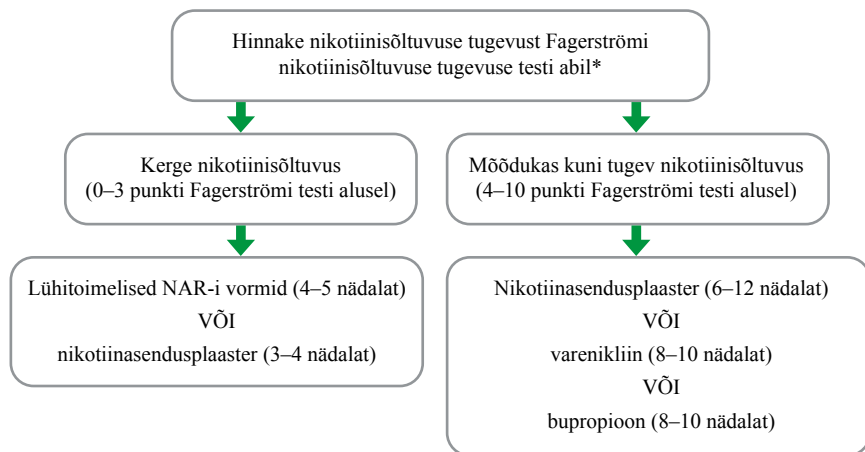 Hinnake nikotiinisõltuvuse tugevust Fagerströmi
nikotiinisõltuvuse tugevuse testi abil*
Kerge nikotiinisõltuvus
(0–3 punkti Fagerströmi testi alusel)
Mõõdukas kuni tugev nikotiinisõltuvus
(4–10 punkti Fagerströmi testi alusel)
Lühitoimelised NAR-i vormid (4–5 nädalat)
VÕI
nikotiinasendusplaaster (3–4 nädalat)
Nikotiinasendusplaaster (6–12 nädalat)
VÕI
varenikliin (8–10 nädalat)
VÕI
bupropioon (8–10 nädalat)